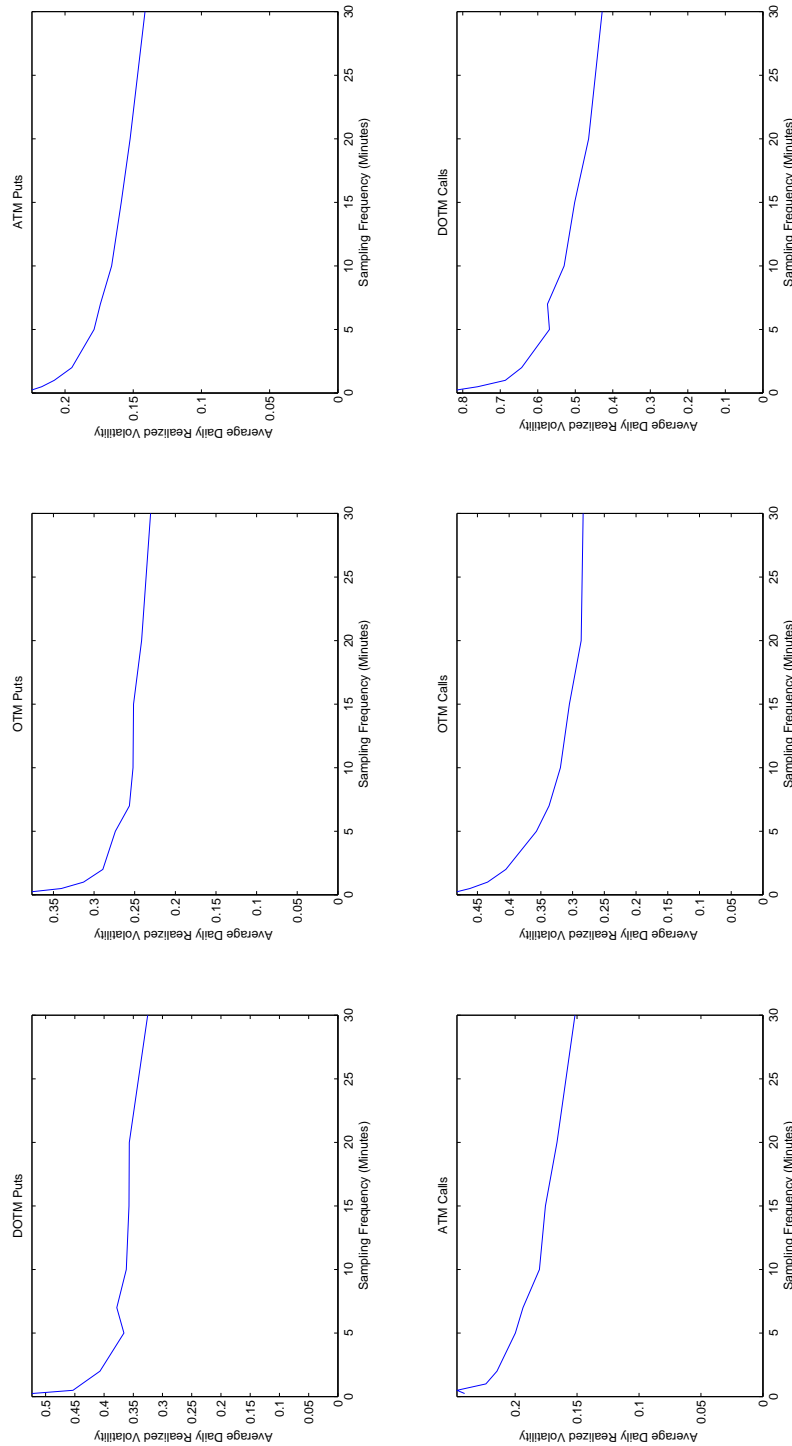 DOTM Puts
0.5
0.45
0.4
0.35
0.3
0.25
0.2
0.15
0.1
0.05
0
Average Daily Realized Volatility
0 5 10 15 20 25 30
Sampling Frequency (Minutes)
OTM Puts
0.35
0.3
0.25
0.2
0.15
0.1
0.05
0
Average Daily Realized Volatility
0 5 10 15 20 25 30
Sampling Frequency (Minutes)
ATM Puts
0.2
0.15
0.1
0.05
0
Average Daily Realized Volatility
0 5 10 15 20 25 30
Sampling Frequency (Minutes)
ATM Calls
0.2
0.15
0.1
0.05
0
Average Daily Realized Volatility
0 5 10 15 20 25 30
Sampling Frequency (Minutes)
OTM Calls
0.45
0.4
0.35
0.3
0.25
0.2
0.15
0.1
0.05
0
Average Daily Realized Volatility
0 5 10 15 20 25 30
Sampling Frequency (Minutes)
DOTM Calls
0.8
0.7
0.6
0.5
0.4
0.3
0.2
0.1
0
Average Daily Realized Volatility
0 5 10 15 20 25 30
Sampling Frequency (Minutes)